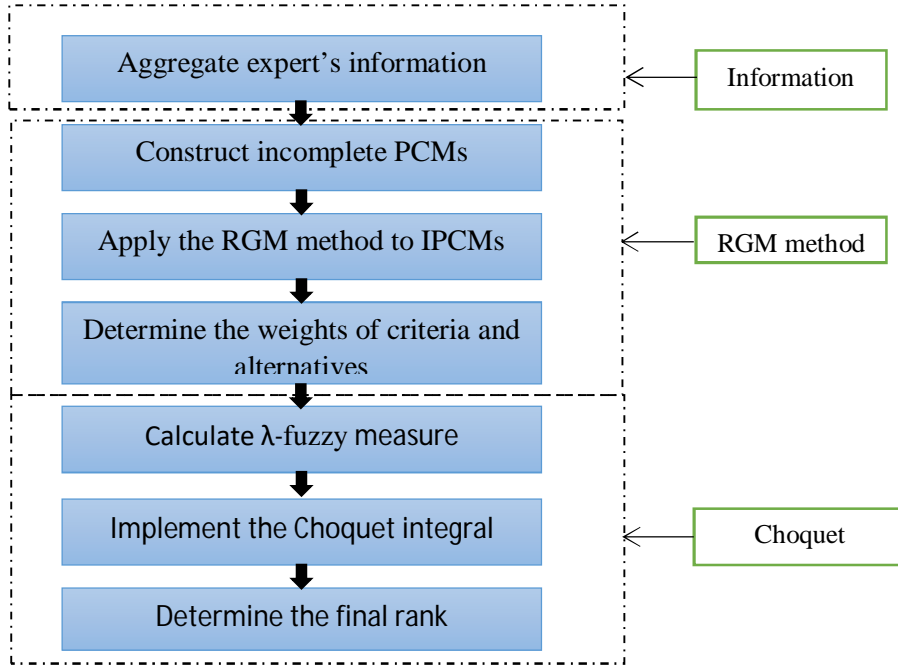 Aggregate expert’s information
Information
Construct incomplete PCMs
Apply the RGM method to IPCMs
RGM method
Determine the weights of criteria and
alternatives
Calculate λ-fuzzy measure
Implement the Choquet integral
Choquet
Determine the final rank